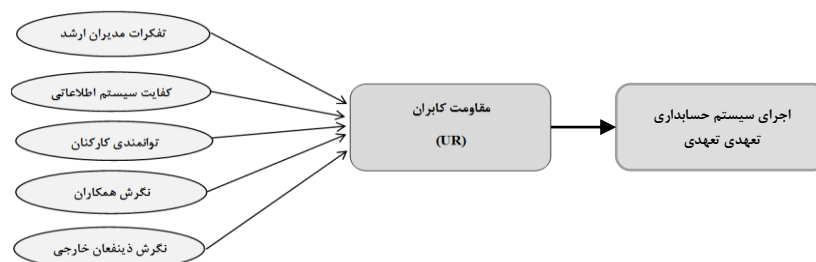 تفکرات مدیران ارشد
کفایت سیستم اطلاعاتی
توانمندی کارکنان
نگرش همکاران
نگرش ذینفعان خارجی
مقاومت کابران
(UR)
اجرای سیستم حسابداری
تعهدی تعهدی